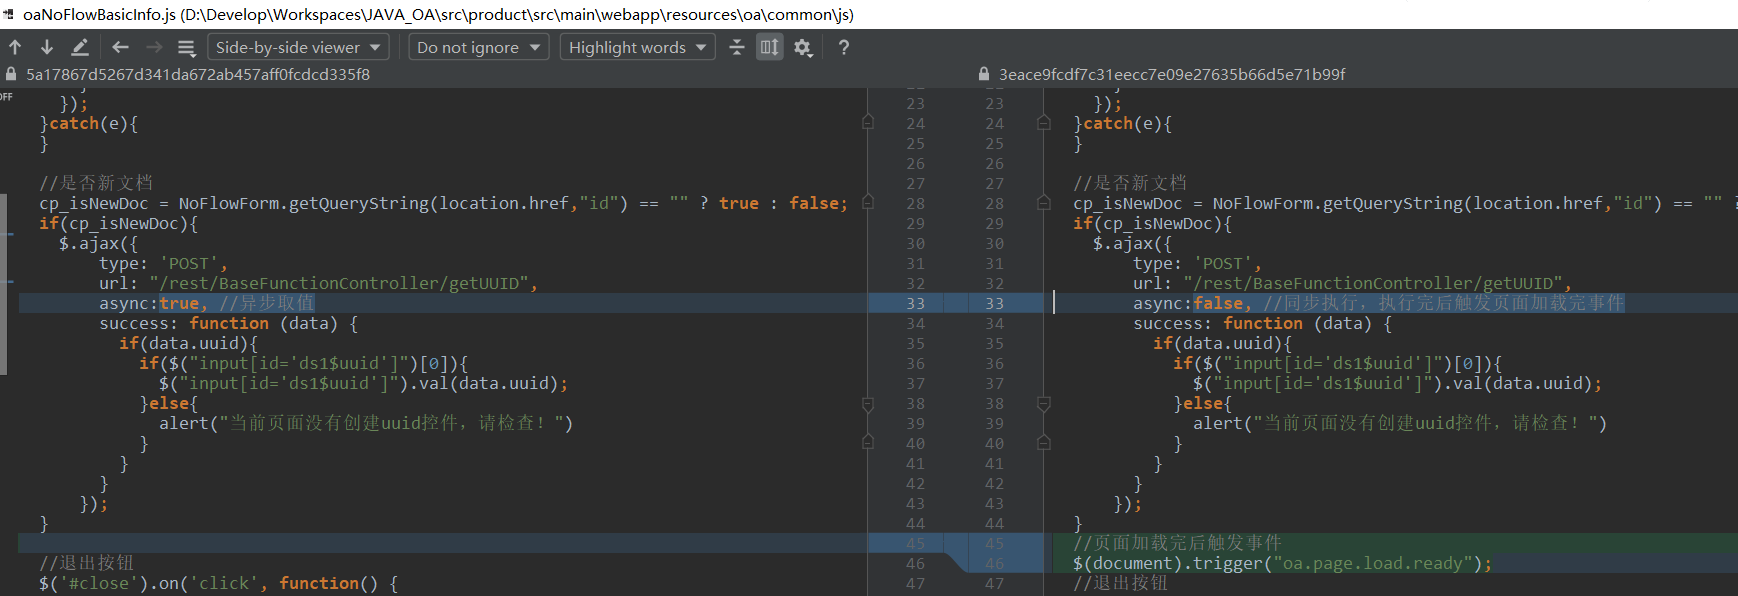 oaNoFlowBasicInfo.js (D:\Develop\Workspaces\JAVA_OA\src\product\src\main\webapp\resources\oa\common\js)
Side-by-side viewer Do not ignore Highlight words ?
5a17867d5267d341da672ab457aff0fcdcd335f8
3eace9fcdf7c31eecc7e09e27635b66d5e71b99f
OFF
});
}catch(e){
}
//是否新文档
cp_isNewDoc = NoFlowForm.getQueryString(location.href,"id") == "" ? true : false;
if(cp_isNewDoc){
$.ajax({
type: 'POST',
url: "/rest/BaseFunctionController/getUUID",
async:true, //异步取值
success: function (data) {
if(data.uuid){
if($("input[id='ds1$uuid']")[0]){
$("input[id='ds1$uuid']").val(data.uuid);
}else{
alert("当前页面没有创建uuid控件，请检查！")
}
}
}
});
}
//退出按钮
$('#close').on('click', function() {
23 23
24 24
25 25
26 26
27 27
28 28
29 29
30 30
31 31
32 32
33 33
34 34
35 35
36 36
37 37
38 38
39 39
40 40
41 41
42 42
43 43
44 44
45 45
46 46
47 47
});
}catch(e){
}
//是否新文档
cp_isNewDoc = NoFlowForm.getQueryString(location.href,"id") == "" ?
if(cp_isNewDoc){
$.ajax({
type: 'POST',
url: "/rest/BaseFunctionController/getUUID",
async:false, //同步执行，执行完后触发页面加载完事件
success: function (data) {
if(data.uuid){
if($("input[id='ds1$uuid']")[0]){
$("input[id='ds1$uuid']").val(data.uuid);
}else{
alert("当前页面没有创建uuid控件，请检查！")
}
}
}
});
}
//页面加载完后触发事件
$(document).trigger("oa.page.load.ready");
//退出按钮